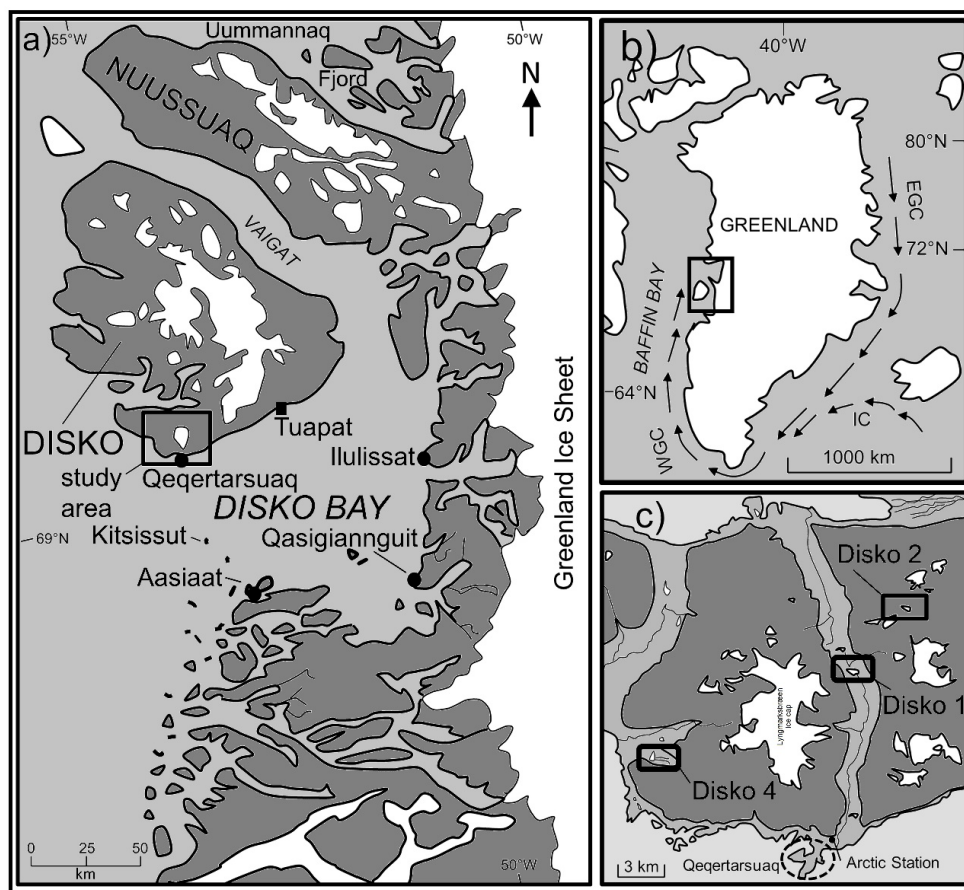 a)
55°W
Uummannaq
Fjord
50°W
N
NUUSSUAQ
VAIGAT
DISKO
study
area
Tuapat
Qeqertarsuaq
Ilulissat
DISKO BAY
69°N
Kitsissut
Qasigiannguit
Aasiaat
Greenland Ice Sheet
0 25 50
km
50°W
b)
40°W
80°N
EGC
GREENLAND
72°N
BAFFIN BAY
64°N
WGC
IC
1000 km
c)
Disko 2
Disko 1
Lyngmarksbræen
Ice cap
Disko 4
3 km
Qeqertarsuaq
Arctic Station